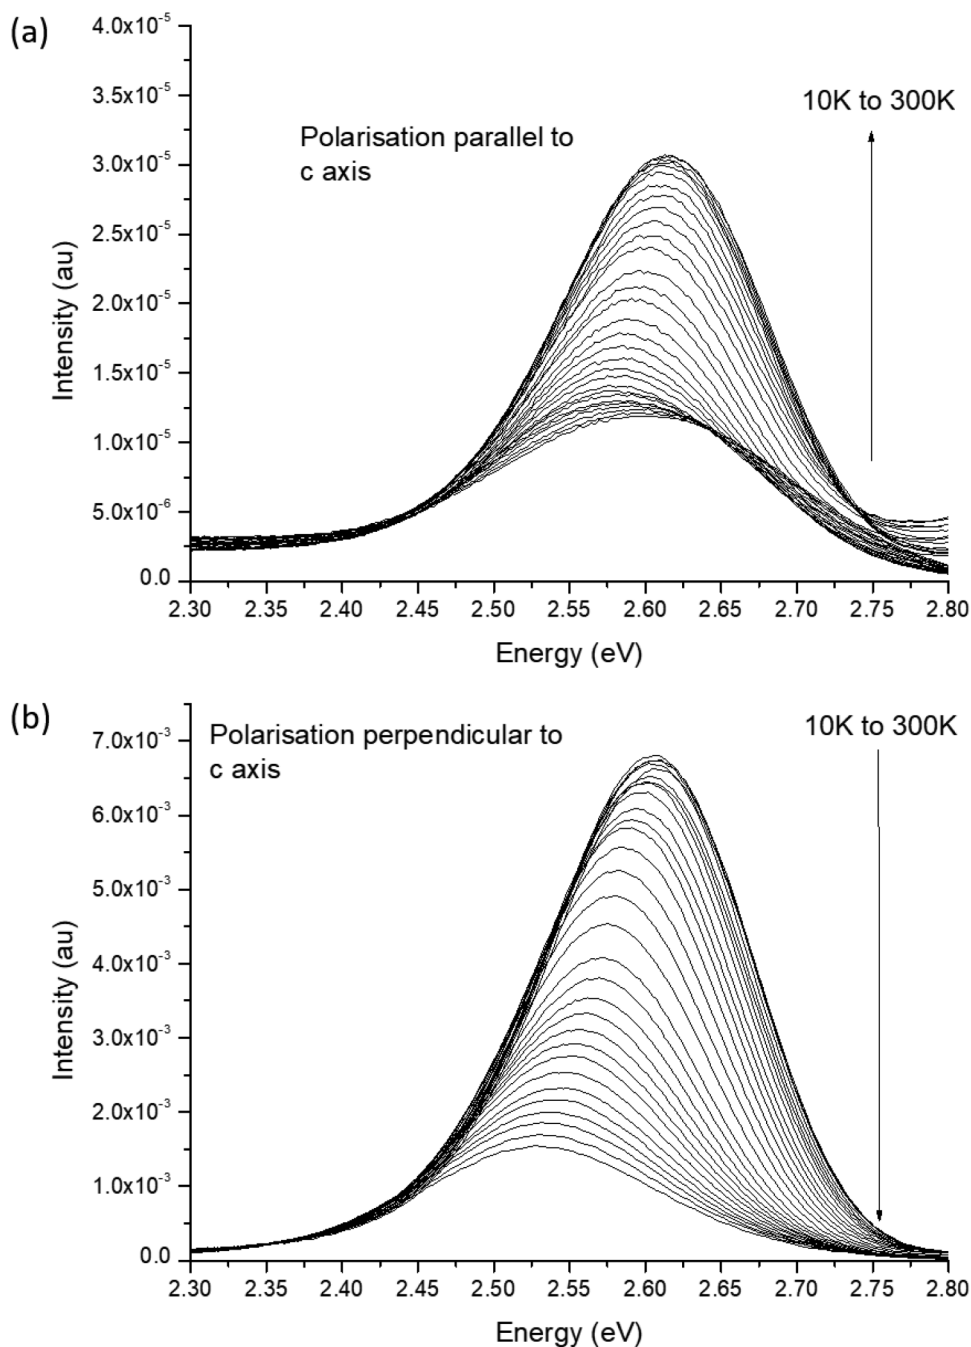 (a)
4.0x10⁻⁵
3.5x10⁻⁵
3.0x10⁻⁵
2.5x10⁻⁵
2.0x10⁻⁵
1.5x10⁻⁵
1.0x10⁻⁵
5.0x10⁻⁶
0.0
Intensity (au)
Polarisation parallel to
c axis
10K to 300K
2.30 2.35 2.40 2.45 2.50 2.55 2.60 2.65 2.70 2.75 2.80
Energy (eV)
(b)
7.0x10⁻³
6.0x10⁻³
5.0x10⁻³
4.0x10⁻³
3.0x10⁻³
2.0x10⁻³
1.0x10⁻³
0.0
Intensity (au)
Polarisation perpendicular to
c axis
10K to 300K
2.30 2.35 2.40 2.45 2.50 2.55 2.60 2.65 2.70 2.75 2.80
Energy (eV)